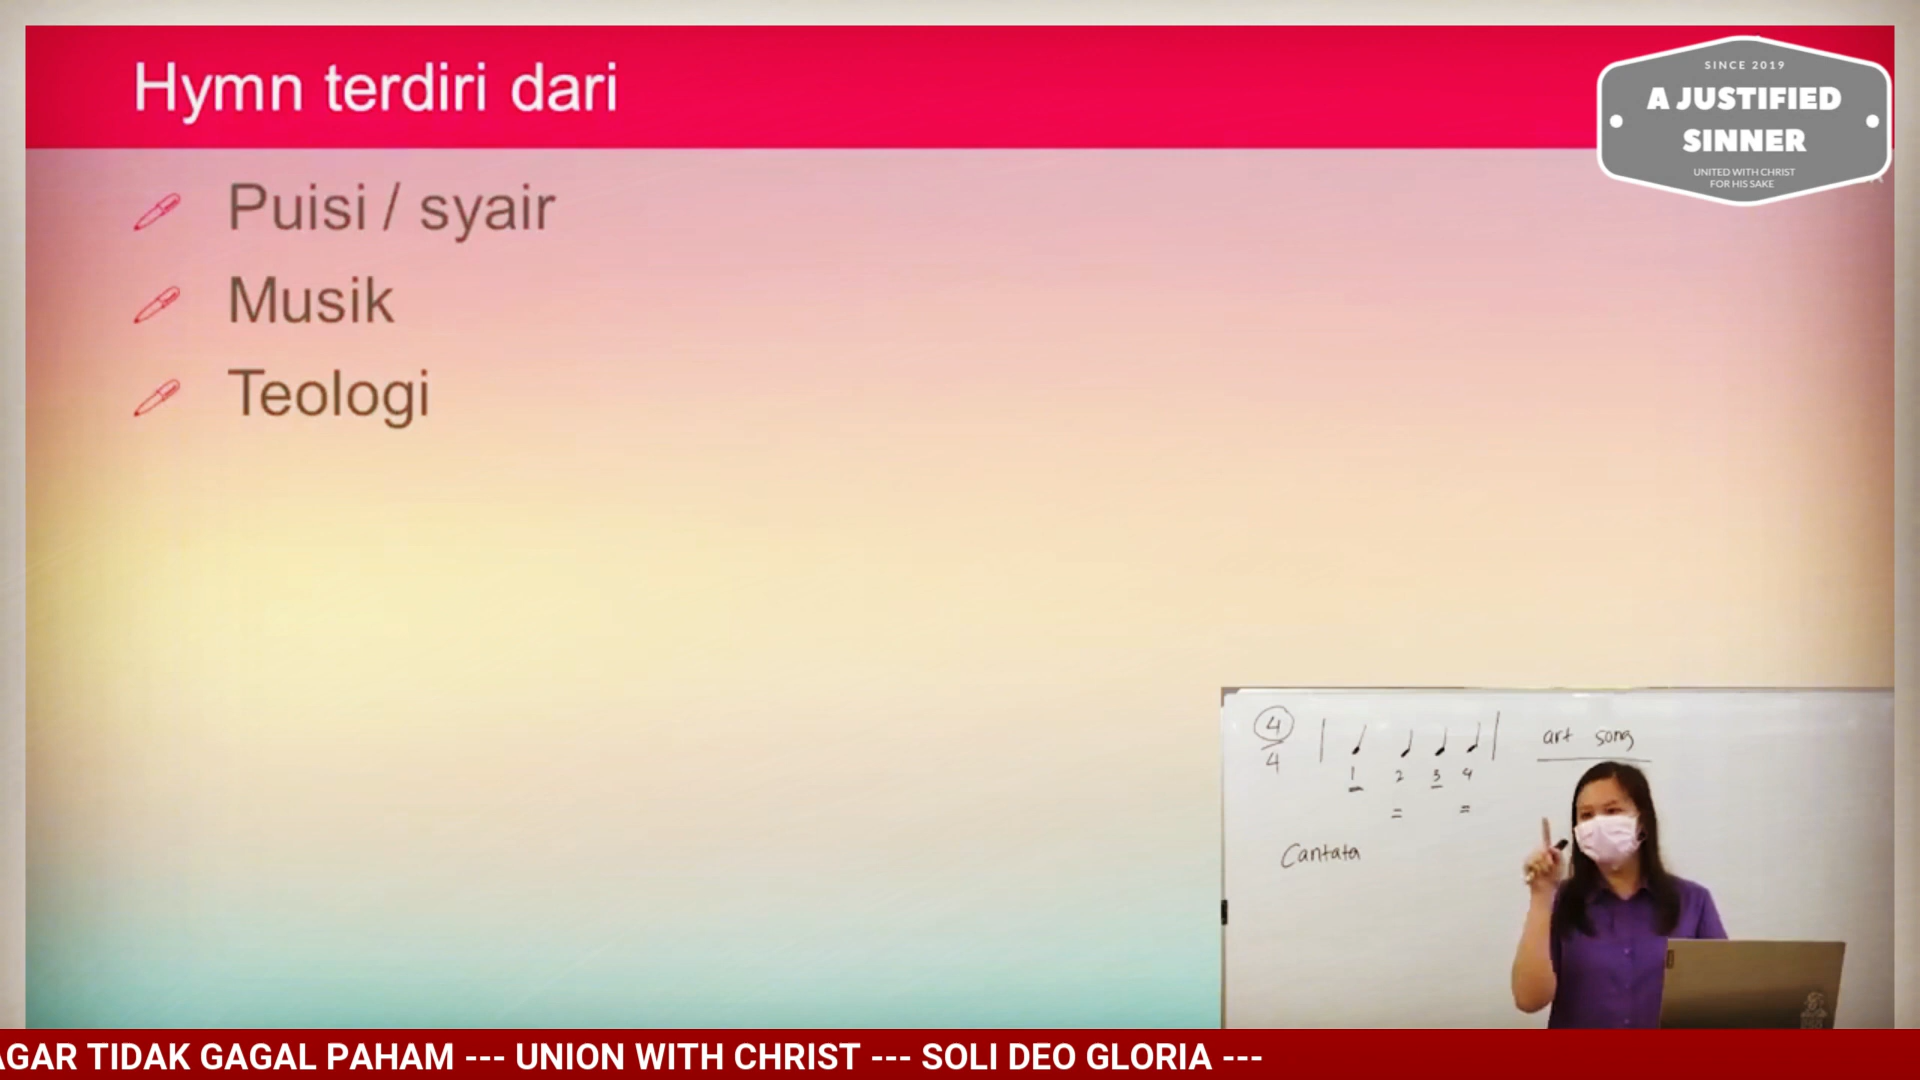 Hymn terdiri dari
SINCE 2019
A JUSTIFIED
SINNER
UNITED WITH CHRIST
FOR HIS SAKE
Puisi / syair
Musik
Teologi
4
4
art song
1 2 3 4
= =
Cantata
AGAR TIDAK GAGAL PAHAM --- UNION WITH CHRIST --- SOLI DEO GLORIA ---